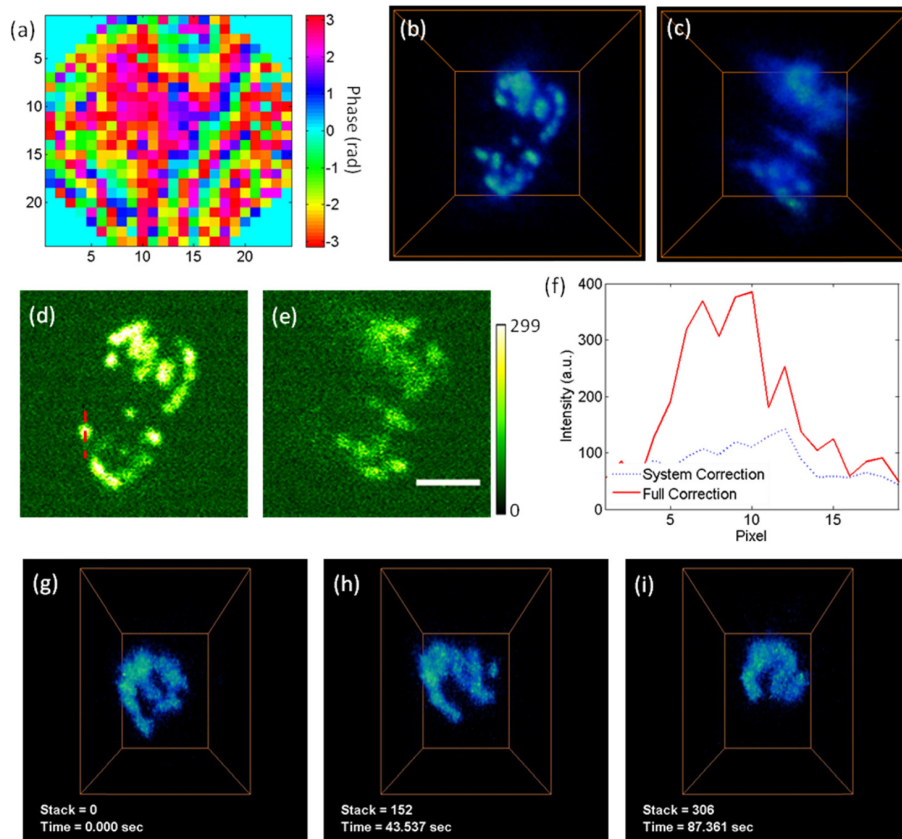 (a)
5
10
15
20
5
10
15
20
3
2
1
0
-1
-2
-3
Phase (rad)
(b)
(c)
(d)
(e)
299
0
(f)
400
300
200
100
0
Intensity (a.u.)
System Correction
Full Correction
5
10
15
Pixel
(g)
Stack = 0
Time = 0.000 sec
(h)
Stack = 152
Time = 43.537 sec
(i)
Stack = 306
Time = 87.361 sec